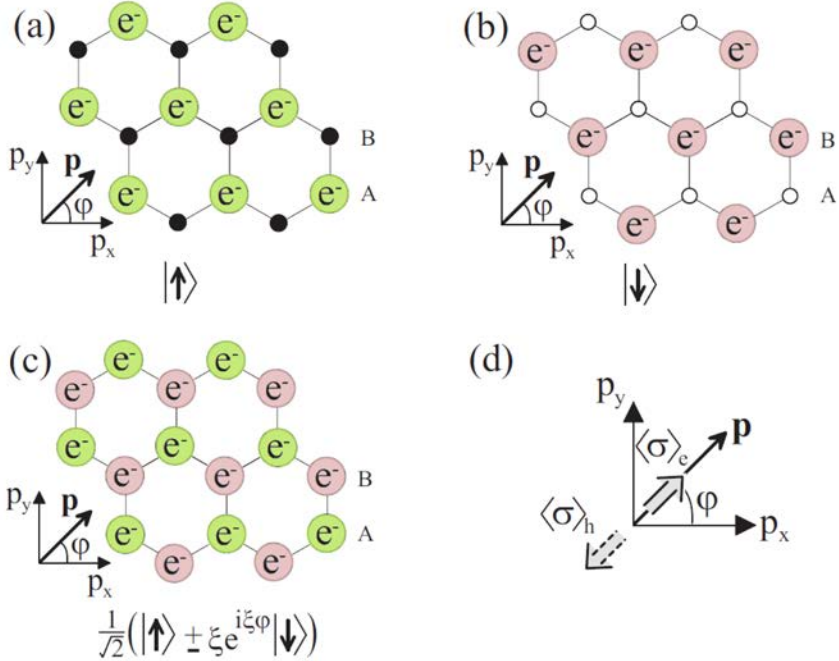 (a)
e⁻ e⁻
e⁻ e⁻ e⁻
B
e⁻ e⁻ e⁻ A
p_y
p
φ
p_x
|↑⟩
(b)
e⁻ e⁻ e⁻
e⁻ e⁻ e⁻ B
A
e⁻ e⁻
p_y
p
φ
p_x
|↓⟩
(c)
e⁻ e⁻
e⁻ e⁻ e⁻
e⁻ e⁻ e⁻
e⁻ e⁻ e⁻ B
e⁻ e⁻ e⁻ A
e⁻ e⁻
p_y
p
φ
p_x
1/√2(|↑⟩ ± ξe^{iξφ}|↓⟩)
(d)
p_y
p
⟨σ⟩_e
φ
p_x
⟨σ⟩_h